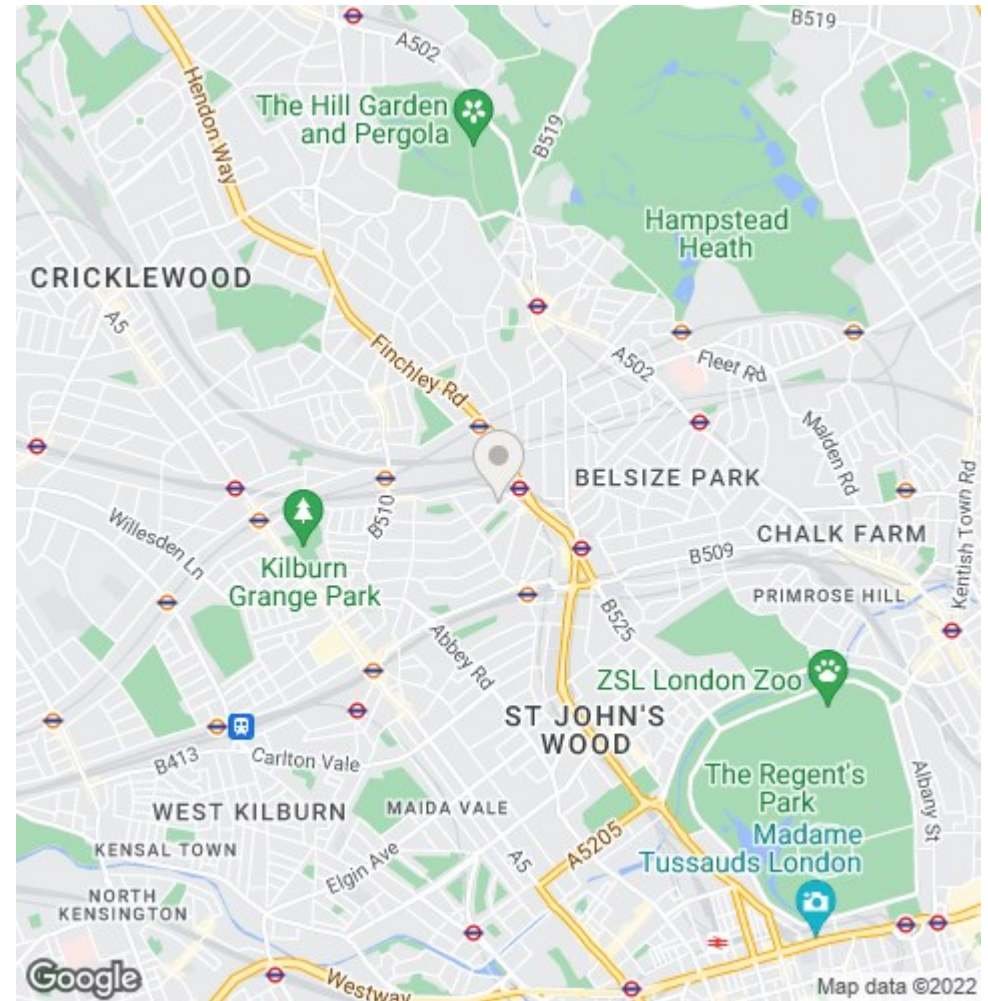 B519
A502
Hendon Way
The Hill Garden
and Pergola
B519
Hampstead
Heath
CRICKLEWOOD
A5
Finchley Rd
A502
Fleet Rd
Malden Rd
BELSIZE PARK
B510
Willesden Ln
Kilburn
Grange Park
CHALK FARM
B509
Kentish Town Rd
PRIMROSE HILL
B525
Abbey Rd
ZSL London Zoo
ST JOHN'S
WOOD
B413
Carlton Vale
The Regent's
Park
Albany St
WEST KILBURN
MAIDA VALE
Madame
Tussauds London
A5205
KENSAL TOWN
Elgin Ave
A5
NORTH
KENSINGTON
Westway
Google
Map data ©2022